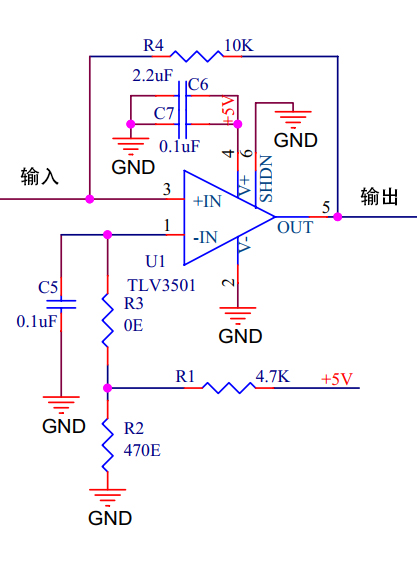 R4 10K
2.2uF C6
+5V
C7
0.1uF
GND
GND
4 6
V+ SHDN
输入
3
+IN
输出
5
OUT
1
-IN
V-
U1
TLV3501
2
C5
0.1uF
R3
0E
GND
R1 4.7K +5V
GND
R2
470E
GND